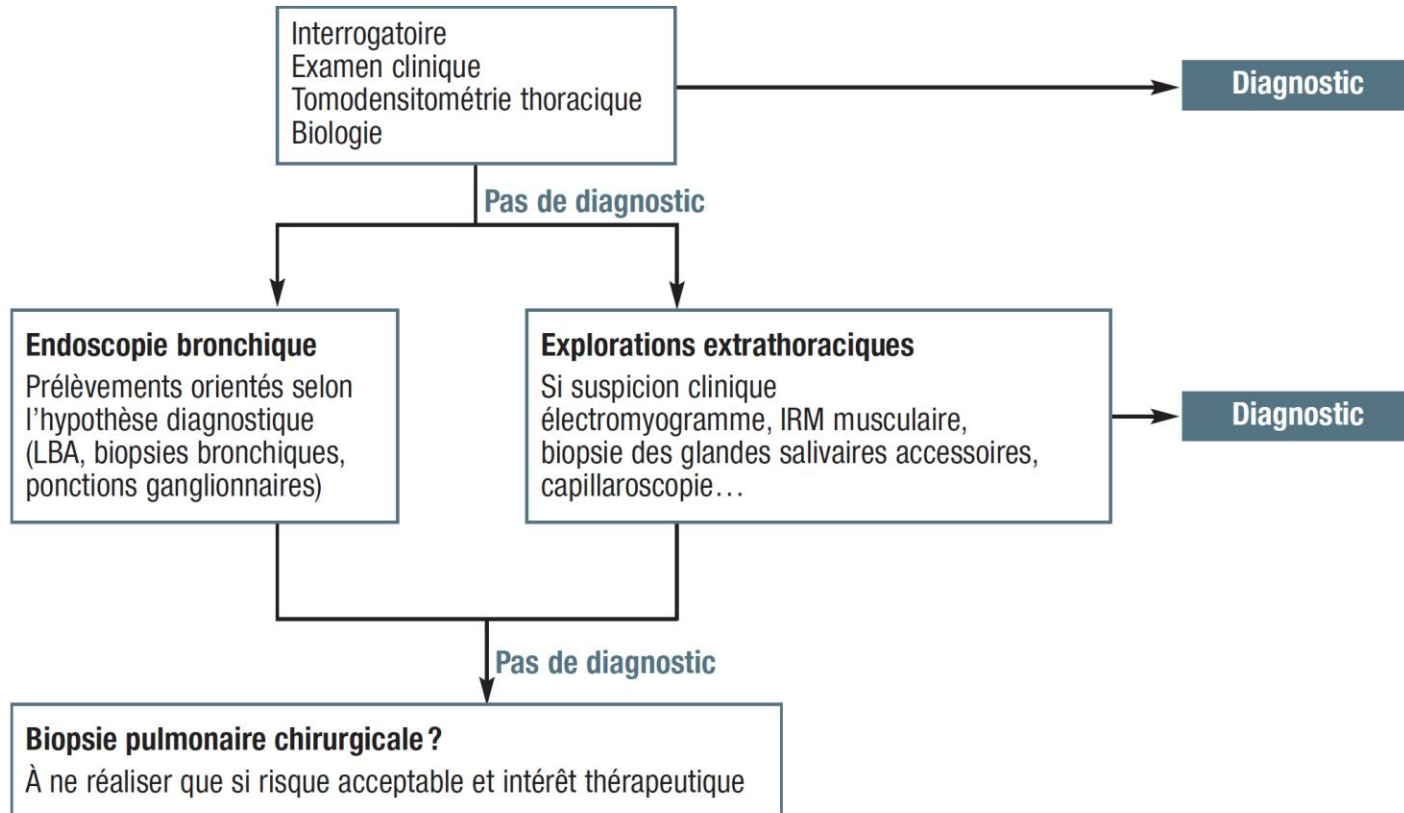 Interrogatoire
Examen clinique
Tomodensitométrie thoracique
Biologie
Diagnostic
Pas de diagnostic
Endoscopie bronchique
Prélèvements orientés selon
l’hypothèse diagnostique
(LBA, biopsies bronchiques,
ponctions ganglionnaires)
Explorations extrathoraciques
Si suspicion clinique
électromyogramme, IRM musculaire,
biopsie des glandes salivaires accessoires,
capillaroscopie…
Diagnostic
Pas de diagnostic
Biopsie pulmonaire chirurgicale ?
À ne réaliser que si risque acceptable et intérêt thérapeutique